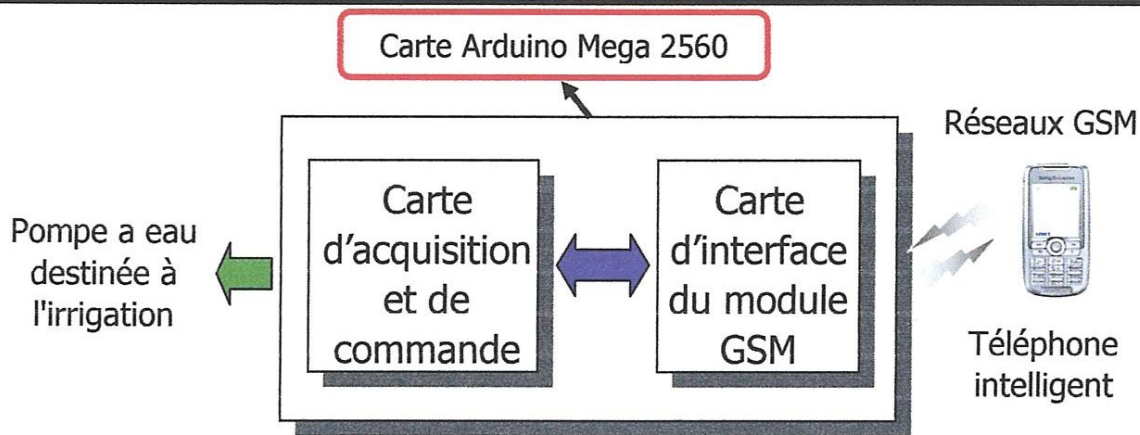 Carte Arduino Mega 2560
Réseaux GSM
Pompe a eau
destinée à
l'irrigation
Carte
d'acquisition
et de
commande
Carte
d'interface
du module
GSM
Téléphone
intelligent